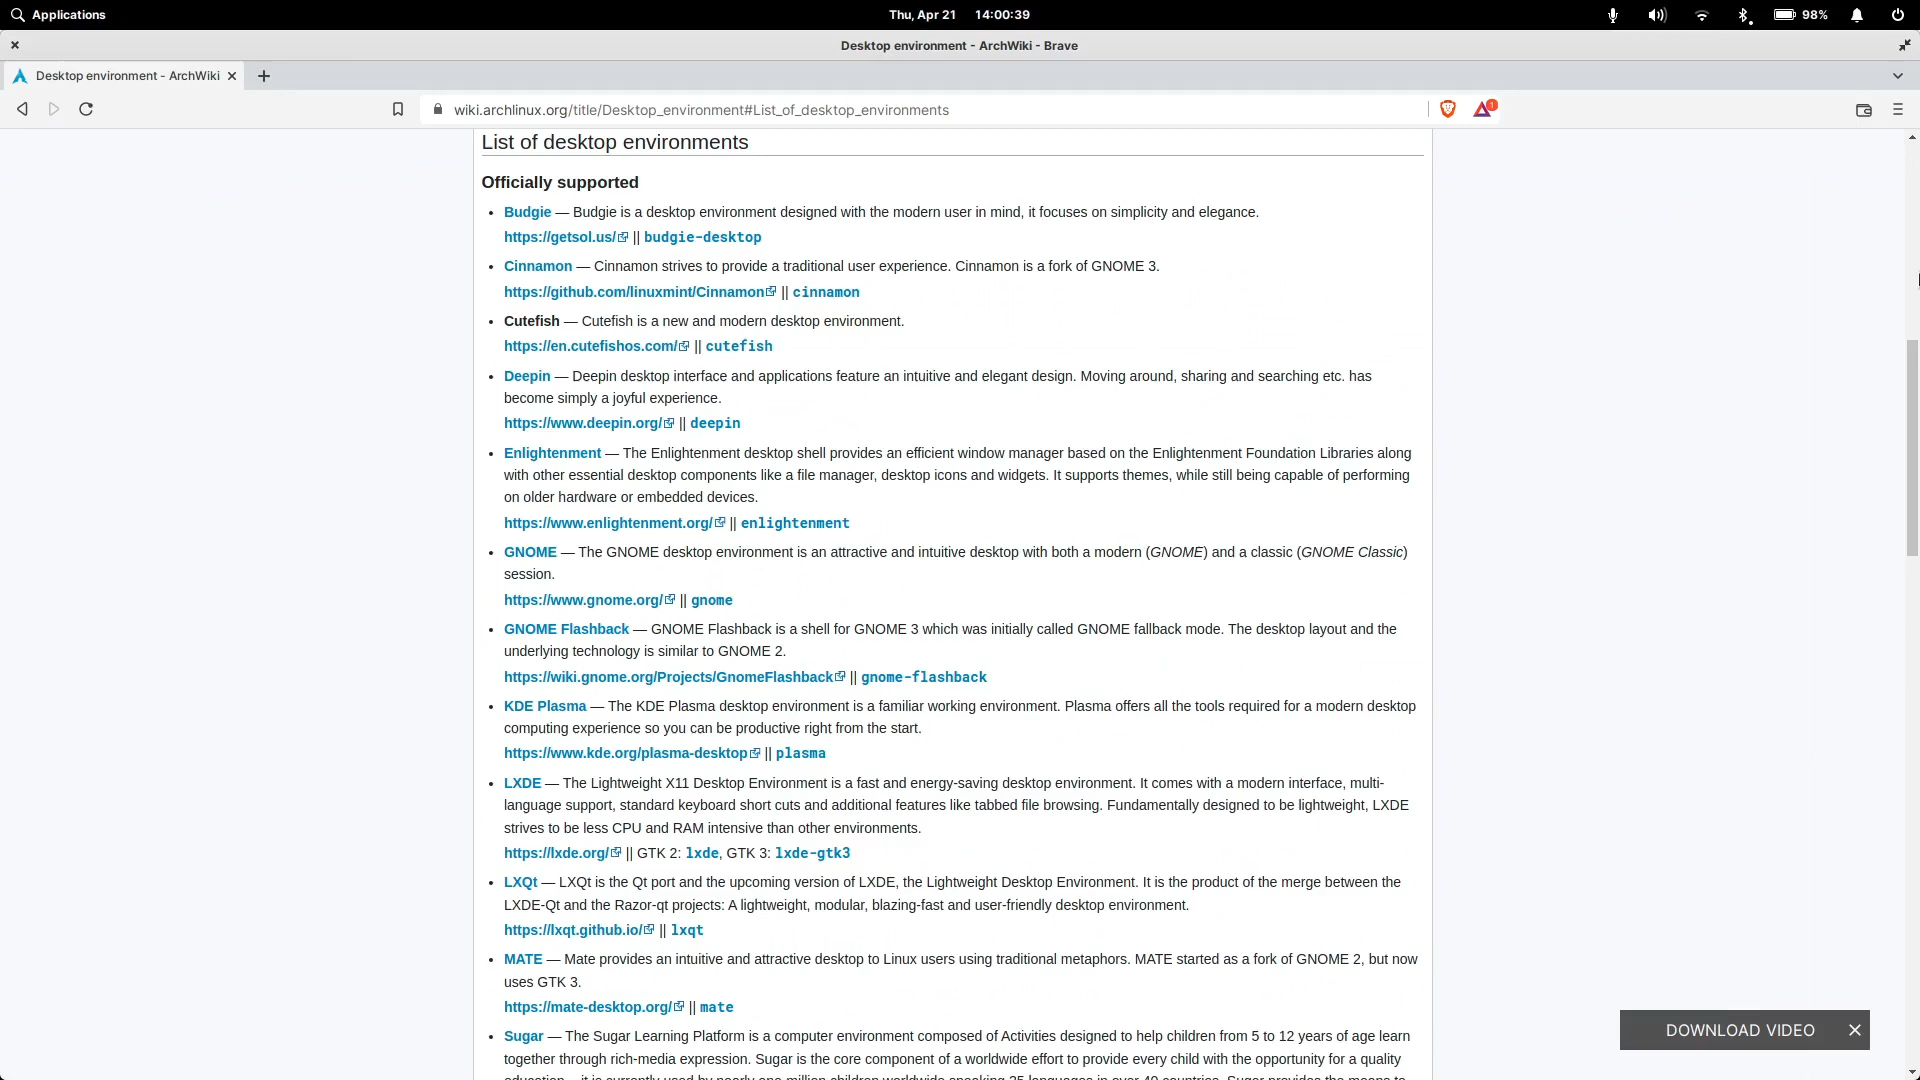 Applications
Thu, Apr 21 14:00:39
98%
Desktop environment - ArchWiki - Brave
Desktop environment - ArchWiki
wiki.archlinux.org/title/Desktop_environment#List_of_desktop_environments
1
List of desktop environments
Officially supported
• Budgie — Budgie is a desktop environment designed with the modern user in mind, it focuses on simplicity and elegance.
https://getsol.us/ || budgie-desktop
• Cinnamon — Cinnamon strives to provide a traditional user experience. Cinnamon is a fork of GNOME 3.
https://github.com/linuxmint/Cinnamon || cinnamon
• Cutefish — Cutefish is a new and modern desktop environment.
https://en.cutefishos.com/ || cutefish
• Deepin — Deepin desktop interface and applications feature an intuitive and elegant design. Moving around, sharing and searching etc. has
become simply a joyful experience.
https://www.deepin.org/ || deepin
• Enlightenment — The Enlightenment desktop shell provides an efficient window manager based on the Enlightenment Foundation Libraries along
with other essential desktop components like a file manager, desktop icons and widgets. It supports themes, while still being capable of performing
on older hardware or embedded devices.
https://www.enlightenment.org/ || enlightenment
• GNOME — The GNOME desktop environment is an attractive and intuitive desktop with both a modern (GNOME) and a classic (GNOME Classic)
session.
https://www.gnome.org/ || gnome
• GNOME Flashback — GNOME Flashback is a shell for GNOME 3 which was initially called GNOME fallback mode. The desktop layout and the
underlying technology is similar to GNOME 2.
https://wiki.gnome.org/Projects/GnomeFlashback || gnome-flashback
• KDE Plasma — The KDE Plasma desktop environment is a familiar working environment. Plasma offers all the tools required for a modern desktop
computing experience so you can be productive right from the start.
https://www.kde.org/plasma-desktop || plasma
• LXDE — The Lightweight X11 Desktop Environment is a fast and energy-saving desktop environment. It comes with a modern interface, multi-
language support, standard keyboard short cuts and additional features like tabbed file browsing. Fundamentally designed to be lightweight, LXDE
strives to be less CPU and RAM intensive than other environments.
https://lxde.org/ || GTK 2: lxde, GTK 3: lxde-gtk3
• LXQt — LXQt is the Qt port and the upcoming version of LXDE, the Lightweight Desktop Environment. It is the product of the merge between the
LXDE-Qt and the Razor-qt projects: A lightweight, modular, blazing-fast and user-friendly desktop environment.
https://lxqt.github.io/ || lxqt
• MATE — Mate provides an intuitive and attractive desktop to Linux users using traditional metaphors. MATE started as a fork of GNOME 2, but now
uses GTK 3.
https://mate-desktop.org/ || mate
• Sugar — The Sugar Learning Platform is a computer environment composed of Activities designed to help children from 5 to 12 years of age learn
together through rich-media expression. Sugar is the core component of a worldwide effort to provide every child with the opportunity for a quality
DOWNLOAD VIDEO